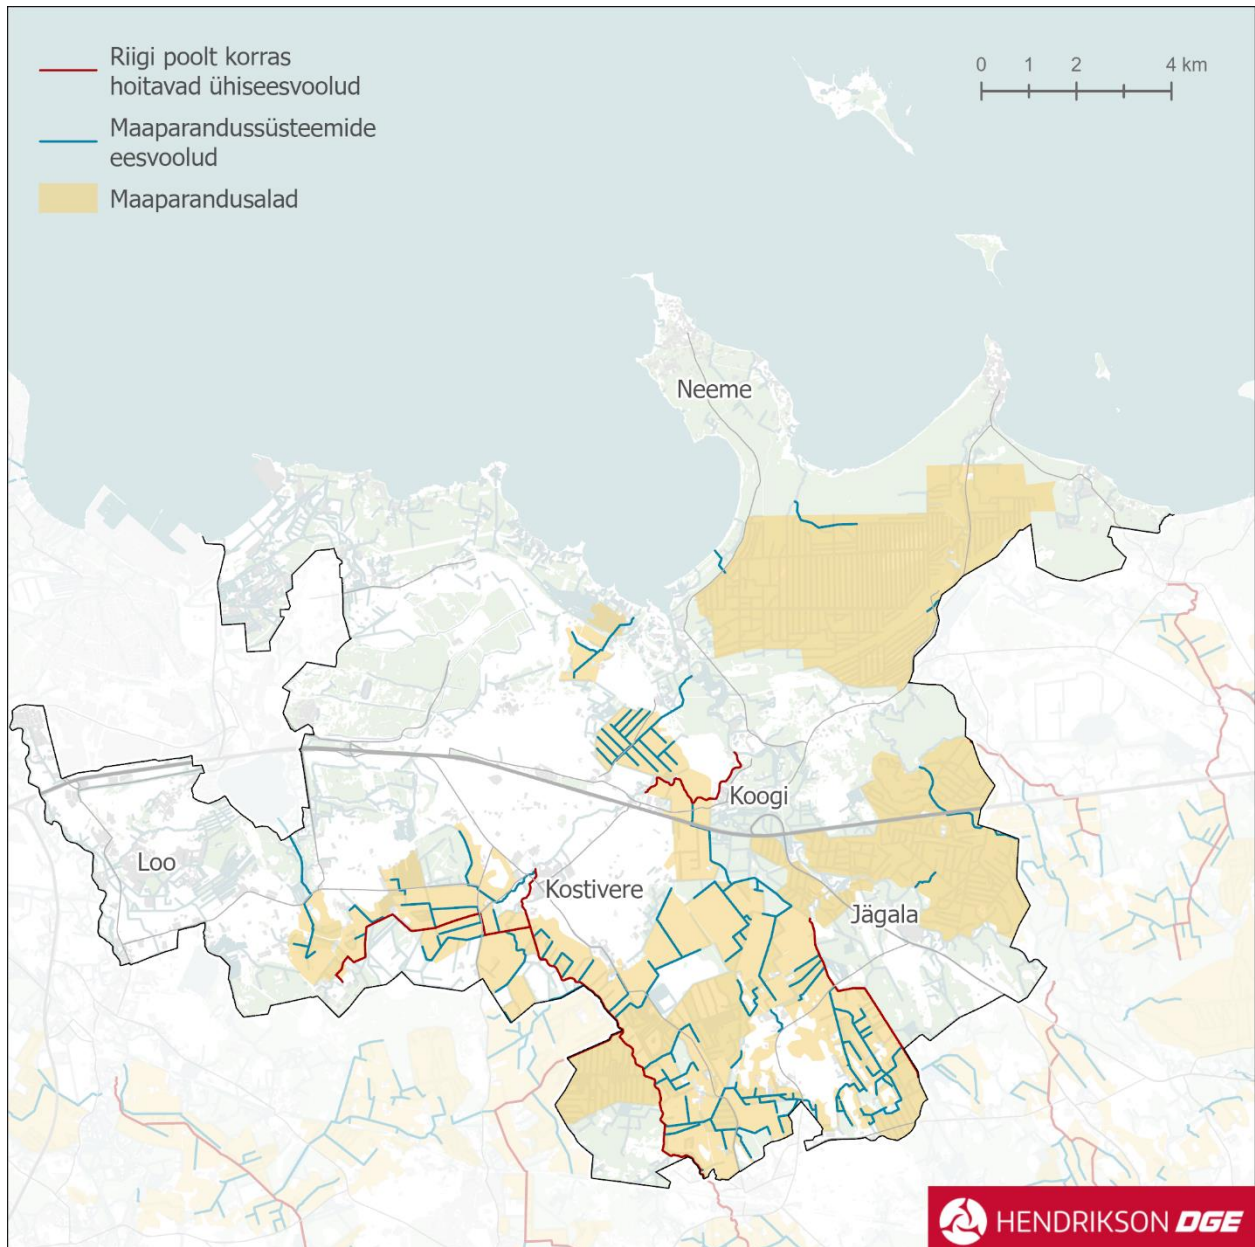 Riigi poolt korras
hoitavad ühiseesvoolud
Maaparandussüsteemide
eesvoolud
Maaparandusalad
0 1 2 4 km
Neeme
Koogi
Loo
Kostivere
Jägala
HENDRIKSON DGE